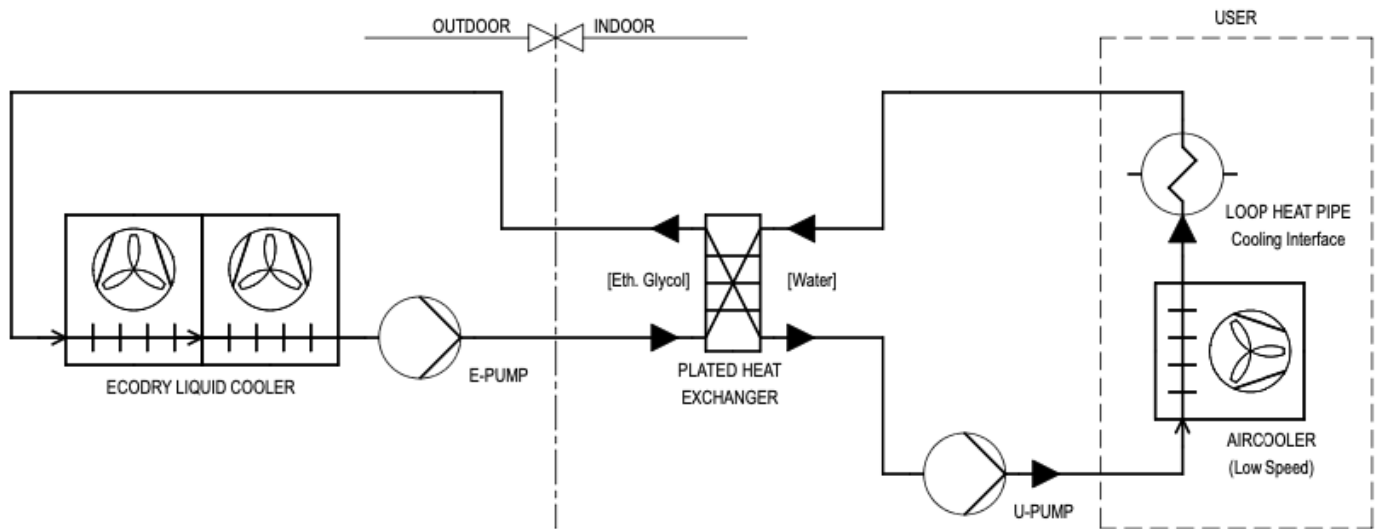 USER
OUTDOOR
INDOOR
LOOP HEAT PIPE
Cooling Interface
[Eth. Glycol]
[Water]
ECODRY LIQUID COOLER
E-PUMP
PLATED HEAT
EXCHANGER
AIRCOOLER
(Low Speed)
U-PUMP